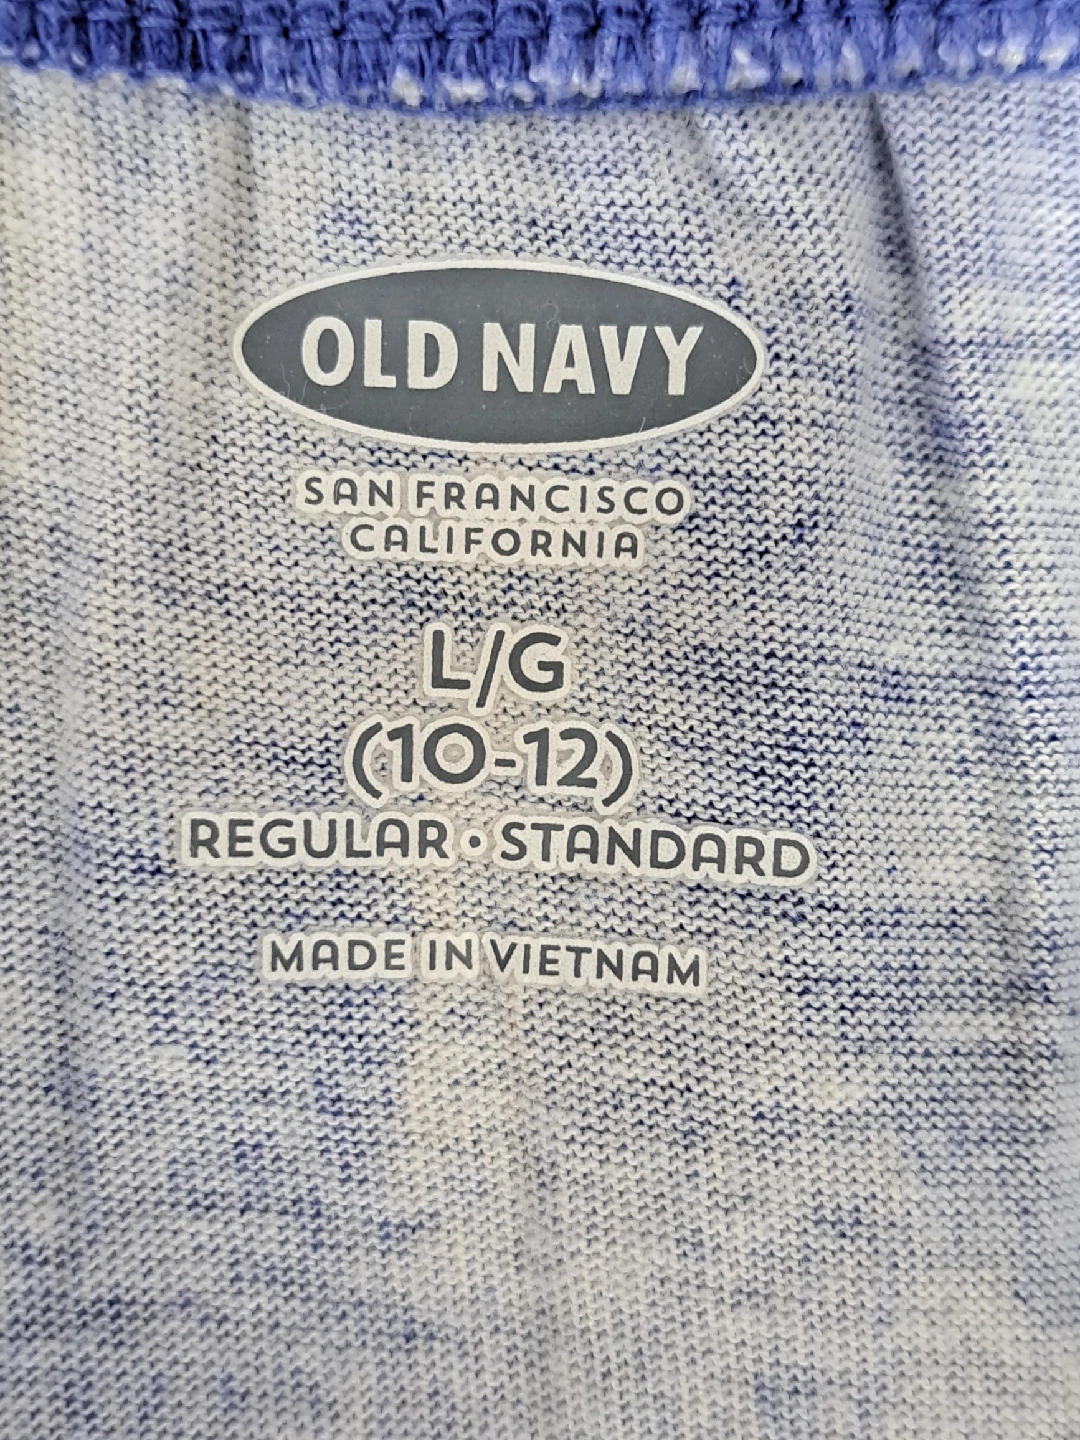 OLD NAVY
SAN FRANCISCO
CALIFORNIA
L/G
(10-12)
REGULAR • STANDARD
MADE IN VIETNAM